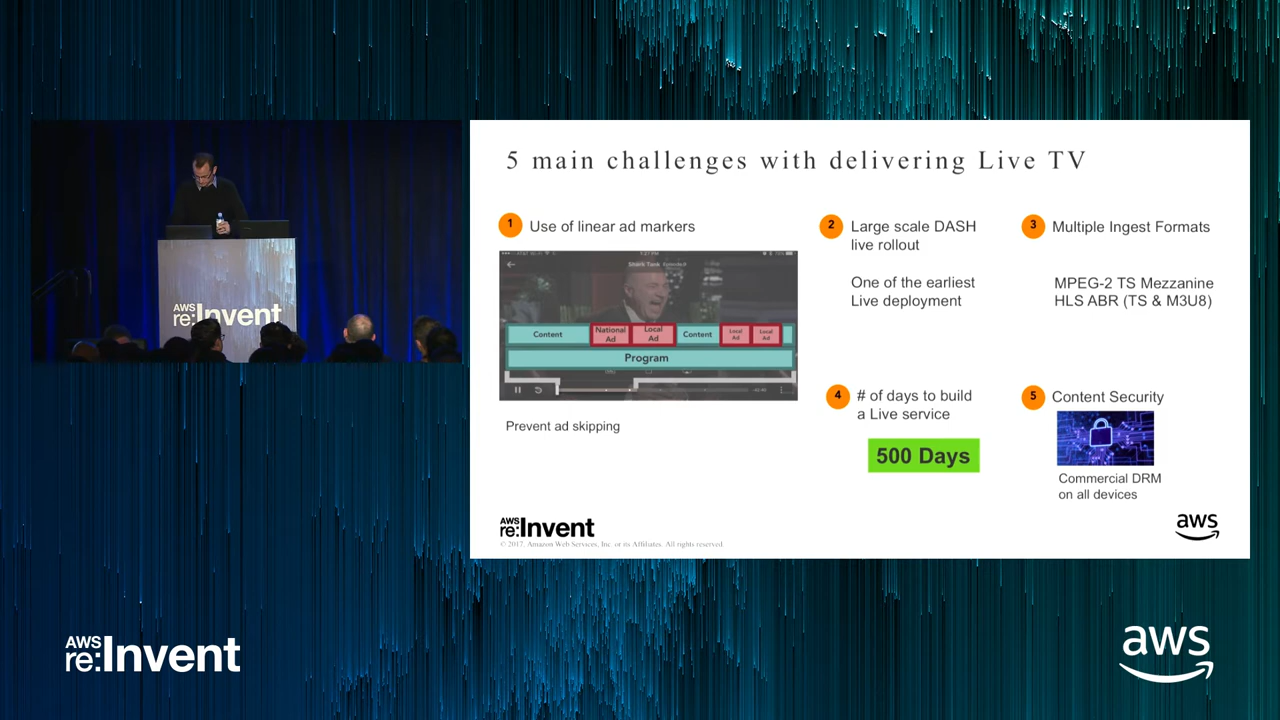 5 main challenges with delivering Live TV
1
Use of linear ad markers
Shark Tank
Content
National
Ad
Local
Ad
Content
Local
Ad
Local
Ad
Program
Prevent ad skipping
2
Large scale DASH
live rollout
One of the earliest
Live deployment
3
Multiple Ingest Formats
MPEG-2 TS Mezzanine
HLS ABR (TS & M3U8)
4
# of days to build
a Live service
500 Days
5
Content Security
Commercial DRM
on all devices
AWS
re:Invent
© 2017, Amazon Web Services, Inc. or its Affiliates. All rights reserved.
aws
AWS
re:Invent
AWS
re:Invent
aws